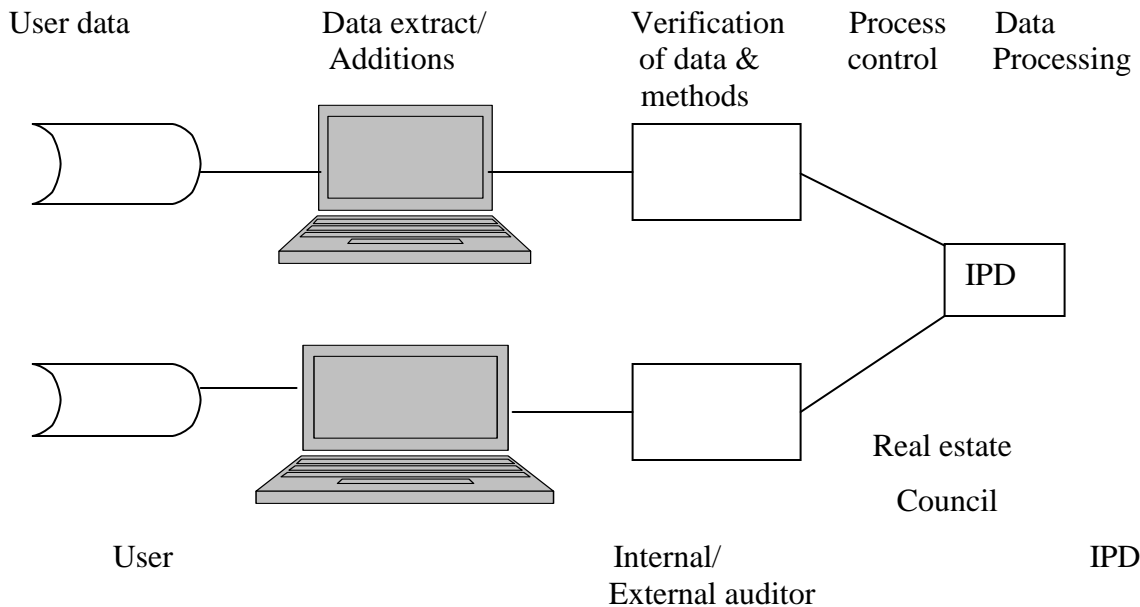 User data Data extract/ Verification Process Data
Additions of data & control Processing
methods
IPD
Real estate
Council
User Internal/ IPD
External auditor